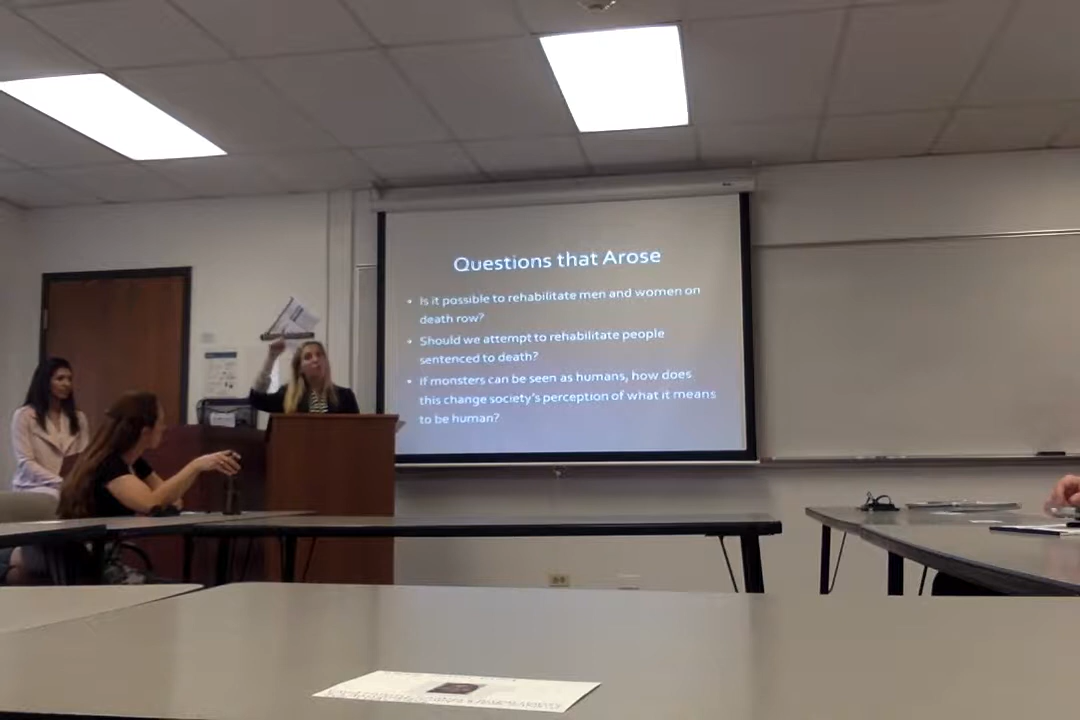 Questions that Arose
• Is it possible to rehabilitate men and women on
death row?
• Should we attempt to rehabilitate people
sentenced to death?
• If monsters can be seen as humans, how does
this change society's perception of what it means
to be human?